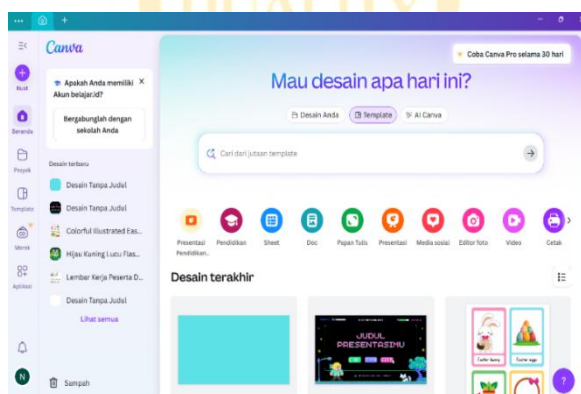 Canva
Coba Canva Pro selama 30 hari
Buat
Beranda
Proyek
Template
Merek
Aplikasi
N
Apakah Anda memiliki
Akun belajar.id?
Bergabunglah dengan
sekolah Anda
Desain terbaru
Desain Tanpa Judul
Desain Tanpa Judul
Colorful Illustrated Eas...
Hijau Kuning Lucu Flas...
Lembar Kerja Peserta D...
Desain Tanpa Judul
Lihat semua
Sampah
Mau desain apa hari ini?
Desain Anda
Template
AI Canva
Cari dari jutaan template
Presentasi
Pendidikan...
Pendidikan
Sheet
Doc
Papan Tulis
Presentasi
Media sosial
Editor foto
Video
Cetak
Desain terakhir
JUDUL
PRESENTASIMU
Easter bunny
Easter eggs
?